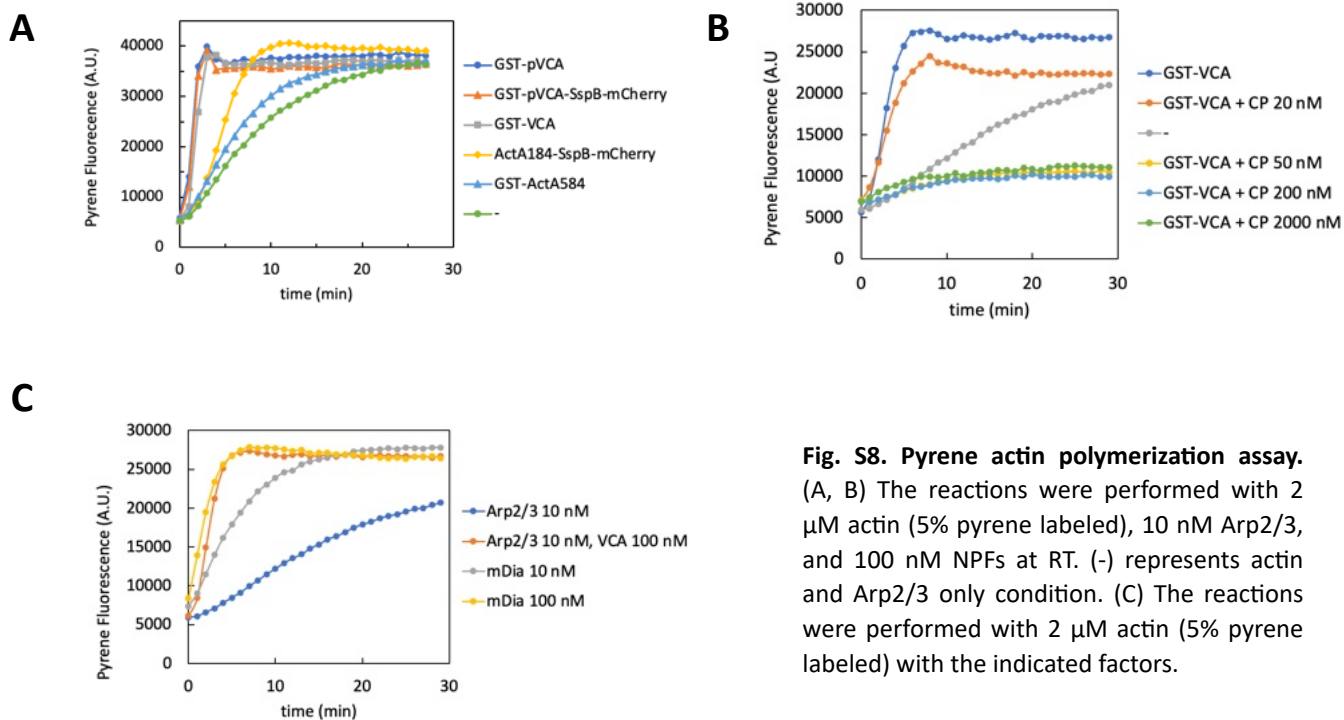 A
Pyrene Fluorecence (A.U.)
40000
30000
20000
10000
0
0
10
20
30
time (min)
GST-pVCA
GST-pVCA-SspB-mCherry
GST-VCA
ActA184-SspB-mCherry
GST-ActA584
-
B
Pyrene Fluorescence (A.U
30000
25000
20000
15000
10000
5000
0
0
10
20
30
time (min)
GST-VCA
GST-VCA + CP 20 nM
-
GST-VCA + CP 50 nM
GST-VCA + CP 200 nM
GST-VCA + CP 2000 nM
C
Pyrene Fluorescence (A.U.)
30000
25000
20000
15000
10000
5000
0
0
10
20
30
time (min)
Arp2/3 10 nM
Arp2/3 10 nM, VCA 100 nM
mDia 10 nM
mDia 100 nM
Fig. S8. Pyrene actin polymerization assay.
(A, B) The reactions were performed with 2
µM actin (5% pyrene labeled), 10 nM Arp2/3,
and 100 nM NPFs at RT. (-) represents actin
and Arp2/3 only condition. (C) The reactions
were performed with 2 µM actin (5% pyrene
labeled) with the indicated factors.